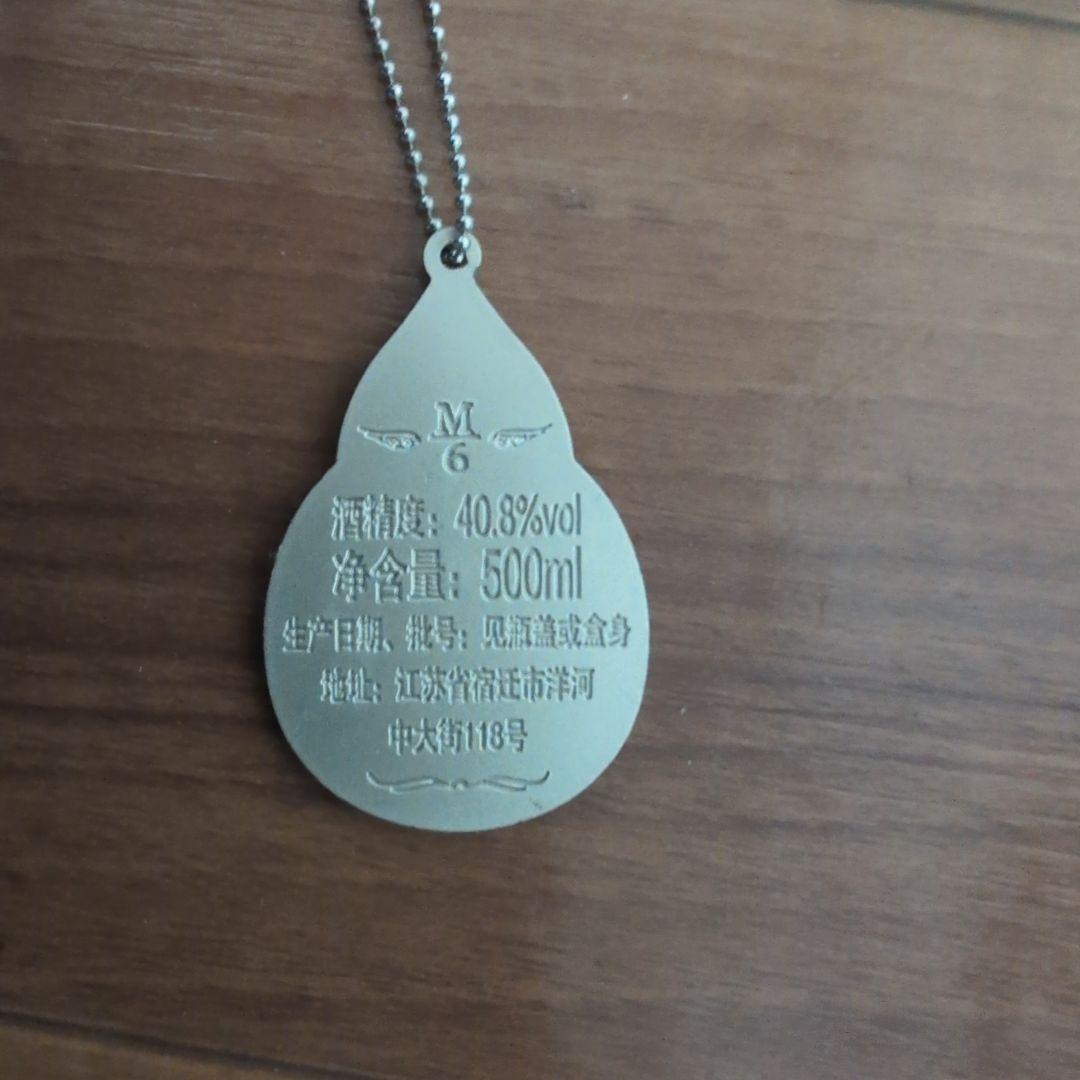 M
6
酒精度：40.8%vol
净含量：500ml
生产日期、批号：见瓶盖或盒身
地址：江苏省宿迁市洋河
中大街118号